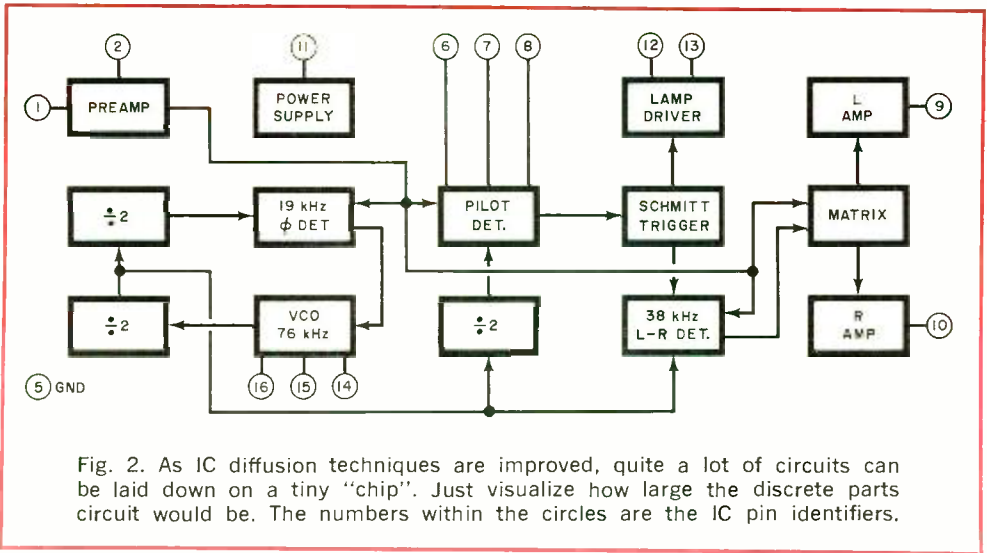 2
11
6
7
8
12
13
1
PREAMP
POWER
SUPPLY
LAMP
DRIVER
L
AMP
9
÷2
19 kHz
ϕ DET
PILOT
DET.
SCHMITT
TRIGGER
MATRIX
÷2
VCO
76 kHz
÷2
38 kHz
L-R DET.
R
AMP
10
5 GND
16
15
14
Fig. 2. As IC diffusion techniques are improved, quite a lot of circuits can
be laid down on a tiny "chip". Just visualize how large the discrete parts
circuit would be. The numbers within the circles are the IC pin identifiers.